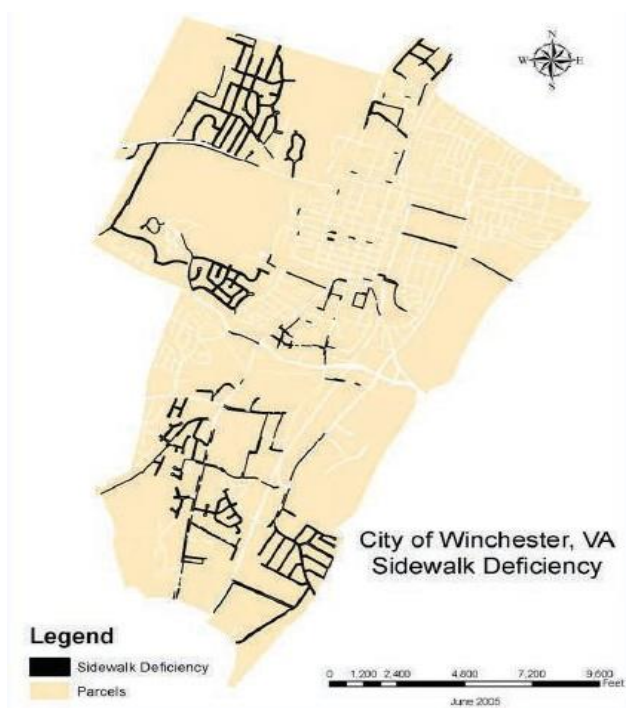 N
W E
S
City of Winchester, VA
Sidewalk Deficiency
Legend
Sidewalk Deficiency
Parcels
0 1,200 2,400 4,800 7,200 9,600
Feet
June 2005